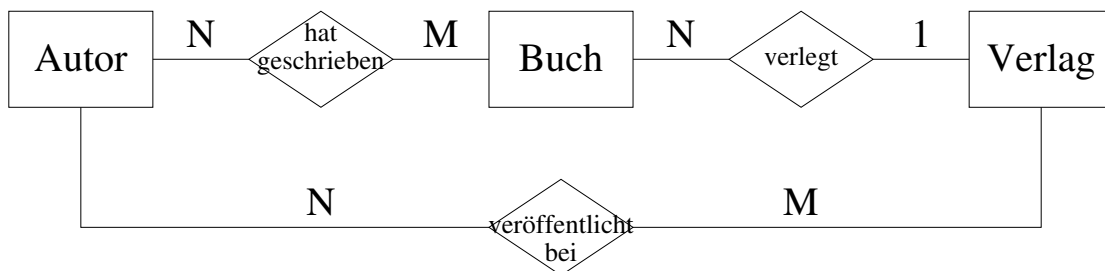 Autor
N
hat
geschrieben
M
Buch
N
verlegt
1
Verlag
N
veröffentlicht
bei
M